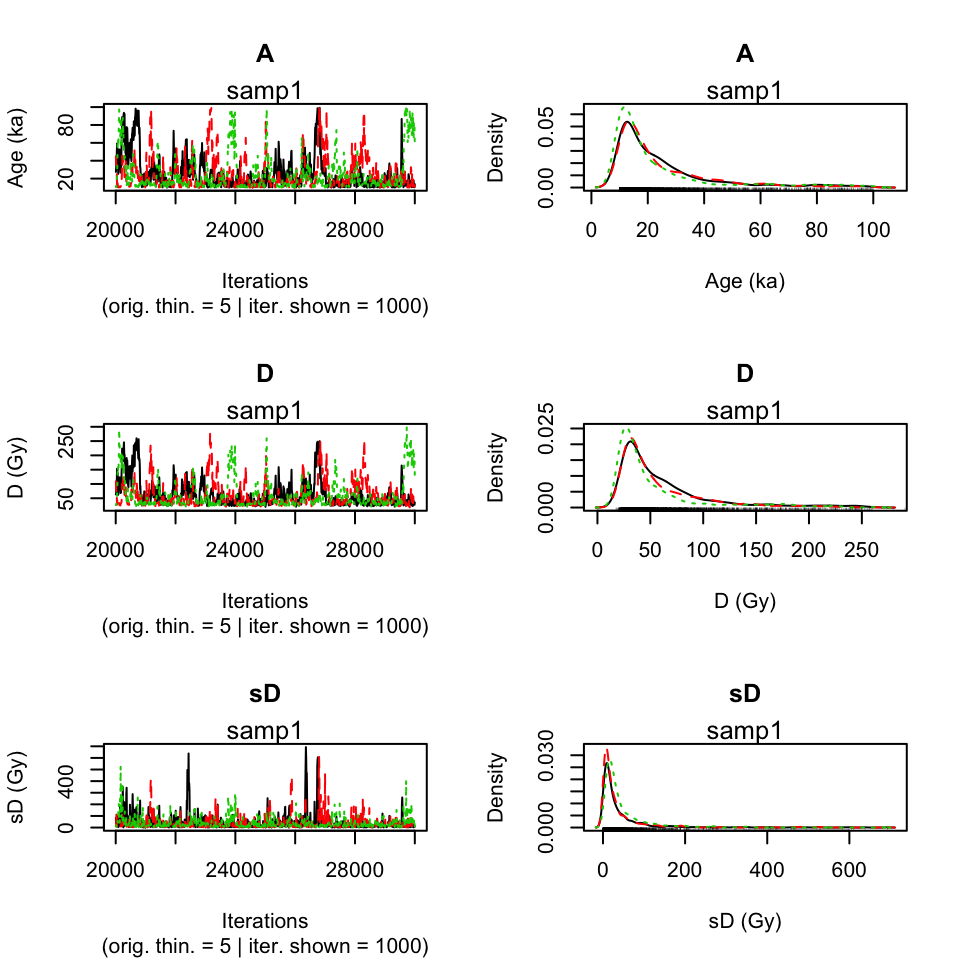 A
samp1
Age (ka)
80
20
20000 24000 28000
Iterations
(orig. thin. = 5 | iter. shown = 1000)
A
samp1
Density
0.05
0.00
0 20 40 60 80 100
Age (ka)
D
samp1
D (Gy)
250
50
20000 24000 28000
Iterations
(orig. thin. = 5 | iter. shown = 1000)
D
samp1
Density
0.025
0.000
0 50 100 150 200 250
D (Gy)
sD
samp1
sD (Gy)
400
0
20000 24000 28000
Iterations
(orig. thin. = 5 | iter. shown = 1000)
sD
samp1
Density
0.030
0.000
0 200 400 600
sD (Gy)